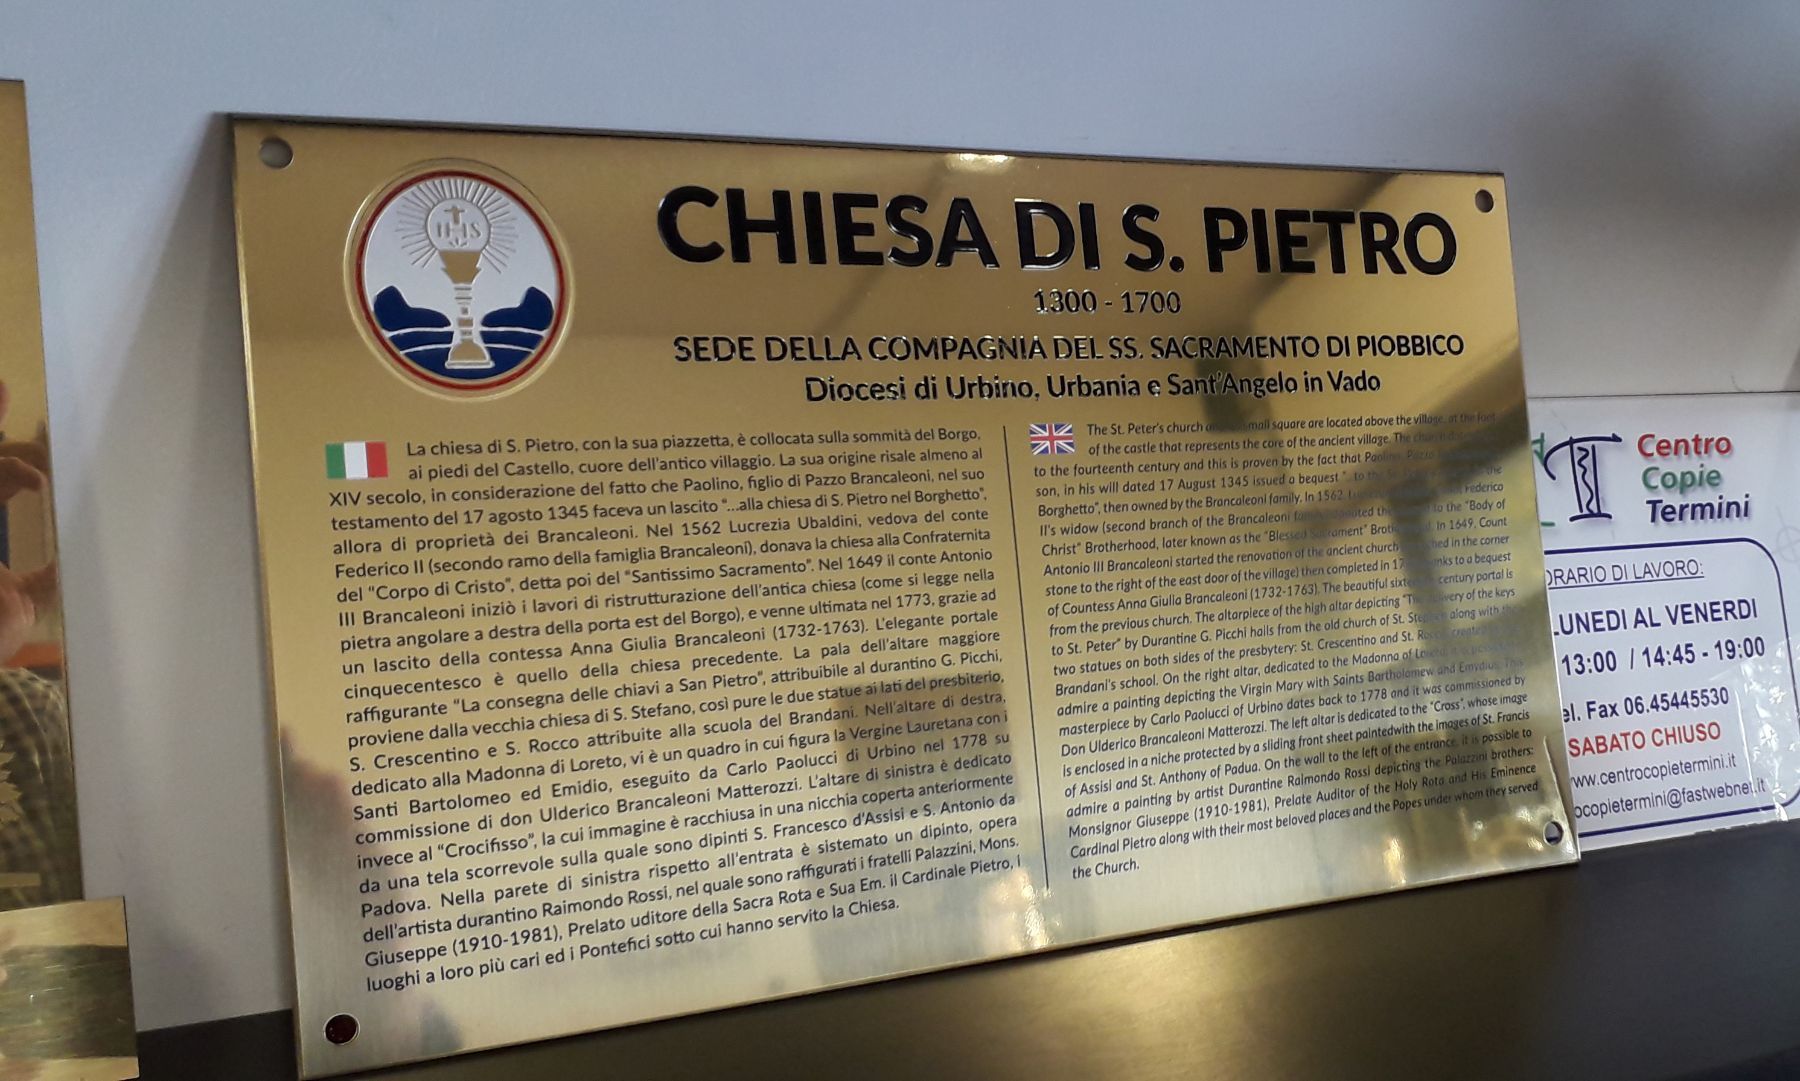 IHS
CHIESA DI S. PIETRO
1300 - 1700
SEDE DELLA COMPAGNIA DEL SS. SACRAMENTO DI PIOBBICO
Diocesi di Urbino, Urbania e Sant'Angelo in Vado
La chiesa di S. Pietro, con la sua piazzetta, è collocata sulla sommità del Borgo,
ai piedi del Castello, cuore dell'antico villaggio. La sua origine risale almeno al
XIV secolo, in considerazione del fatto che Paolino, figlio di Pazzo Brancaleoni, nel suo
testamento del 17 agosto 1345 faceva un lascito "...alla chiesa di S. Pietro nel Borghetto",
allora di proprietà dei Brancaleoni. Nel 1562 Lucrezia Ubaldini, vedova del conte
Federico II (secondo ramo della famiglia Brancaleoni), donava la chiesa alla Confraternita
del "Corpo di Cristo", detta poi del "Santissimo Sacramento". Nel 1649 il conte Antonio
III Brancaleoni iniziò i lavori di ristrutturazione dell'antica chiesa (come si legge nella
pietra angolare a destra della porta est del Borgo), e venne ultimata nel 1773, grazie ad
un lascito della contessa Anna Giulia Brancaleoni (1732-1763). L'elegante portale
cinquecentesco è quello della chiesa precedente. La pala dell'altare maggiore
raffigurante "La consegna delle chiavi a San Pietro", attribuibile al durantino G. Picchi,
proviene dalla vecchia chiesa di S. Stefano, così pure le due statue ai lati del presbiterio,
S. Crescentino e S. Rocco attribuite alla scuola del Brandani. Nell'altare di destra,
dedicato alla Madonna di Loreto, vi è un quadro in cui figura la Vergine Lauretana con i
Santi Bartolomeo ed Emidio, eseguito da Carlo Paolucci di Urbino nel 1778 su
commissione di don Ulderico Brancaleoni Matterozzi. L'altare di sinistra è dedicato
invece al "Crocifisso", la cui immagine è racchiusa in una nicchia coperta anteriormente
da una tela scorrevole sulla quale sono dipinti S. Francesco d'Assisi e S. Antonio da
Padova. Nella parete di sinistra rispetto all'entrata è sistemato un dipinto, opera
dell'artista durantino Raimondo Rossi, nel quale sono raffigurati i fratelli Palazzini, Mons.
Giuseppe (1910-1981), Prelato uditore della Sacra Rota e Sua Em. il Cardinale Pietro, i
luoghi a loro più cari ed i Pontefici sotto cui hanno servito la Chiesa.
The St. Peter's church small square are located above the village, at the foot
of the castle that represents the core of the ancient village. The church
to the fourteenth century and this is proven by the fact that Paolino, Pazzo
son, in his will dated 17 August 1345 issued a bequest "... to the St. the
Borghetto", then owned by the Brancaleoni family. In 1562, Federico
II's widow (second branch of the Brancaleoni family) donated the to the "Body of
Christ" Brotherhood, later known as the "Blessed Sacrament" In 1649, Count
Antonio III Brancaleoni started the renovation of the ancient church in the corner
stone to the right of the east door of the village) then completed in to a bequest
of Countess Anna Giulia Brancaleoni (1732-1763). The beautiful century portal is
from the previous church. The altarpiece of the high altar depicting delivery of the keys
to St. Peter" by Durantine G. Picchi hails from the old church of St. Stephen along with the
two statues on both sides of the presbytery: St. Crescentino and St.
Brandani's school. On the right altar, dedicated to the Madonna of
admire a painting depicting the Virgin Mary with Saints Bartholomew and Emydius. This
masterpiece by Carlo Paolucci of Urbino dates back to 1778 and it was commissioned by
Don Ulderico Brancaleoni Matterozzi. The left altar is dedicated to the "Cross", whose image
is enclosed in a niche protected by a sliding front sheet paintedwith the images of St. Francis
of Assisi and St. Anthony of Padua. On the wall to the left of the entrance, it is possible to
admire a painting by artist Durantine Raimondo Rossi depicting the Palazzini brothers:
Monsignor Giuseppe (1910-1981), Prelate Auditor of the Holy Rota and His Eminence
Cardinal Pietro along with their most beloved places and the Popes under whom they served
the Church.
Centro
Copie
Termini
ORARIO DI LAVORO:
LUNEDI AL VENERDI
13:00 / 14:45 - 19:00
el. Fax 06.45445530
SABATO CHIUSO
www.centrocopietermini.it
ocopietermini@fastwebnet.it